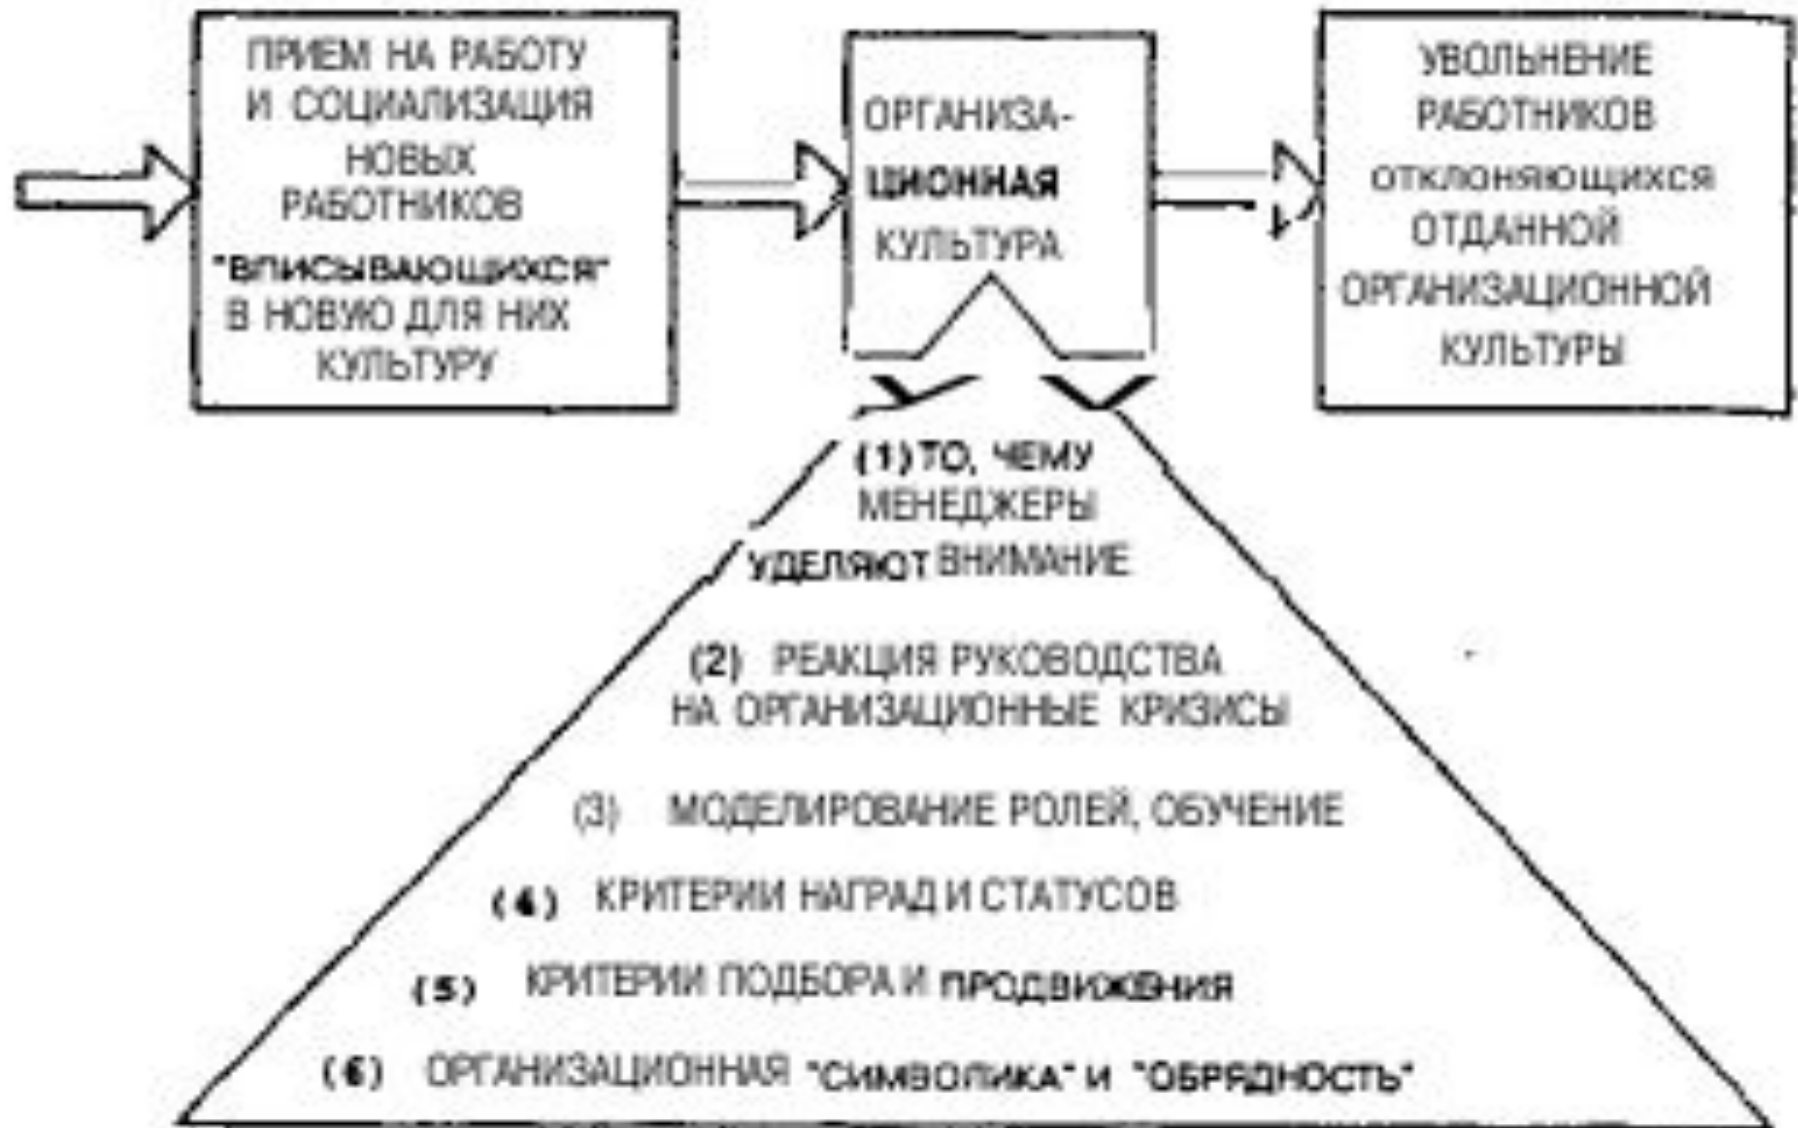 ПРИЕМ НА РАБОТУ
И СОЦИАЛИЗАЦИЯ
НОВЫХ
РАБОТНИКОВ
"ВПИСЫВАЮЩИХСЯ"
В НОВУЮ ДЛЯ НИХ
КУЛЬТУРУ
ОРГАНИЗА-
ЦИОННАЯ
КУЛЬТУРА
УВОЛЬНЕНИЕ
РАБОТНИКОВ
ОТКЛОНЯЮЩИХСЯ
ОТДАННОЙ
ОРГАНИЗАЦИОННОЙ
КУЛЬТУРЫ
(1) ТО, ЧЕМУ
МЕНЕДЖЕРЫ
УДЕЛЯЮТ ВНИМАНИЕ
(2) РЕАКЦИЯ РУКОВОДСТВА
НА ОРГАНИЗАЦИОННЫЕ КРИЗИСЫ
(3) МОДЕЛИРОВАНИЕ РОЛЕЙ, ОБУЧЕНИЕ
(4) КРИТЕРИИ НАГРАД И СТАТУСОВ
(5) КРИТЕРИИ ПОДБОРА И ПРОДВИЖЕНИЯ
(6) ОРГАНИЗАЦИОННАЯ "СИМВОЛИКА" И "ОБРЯДНОСТЬ"